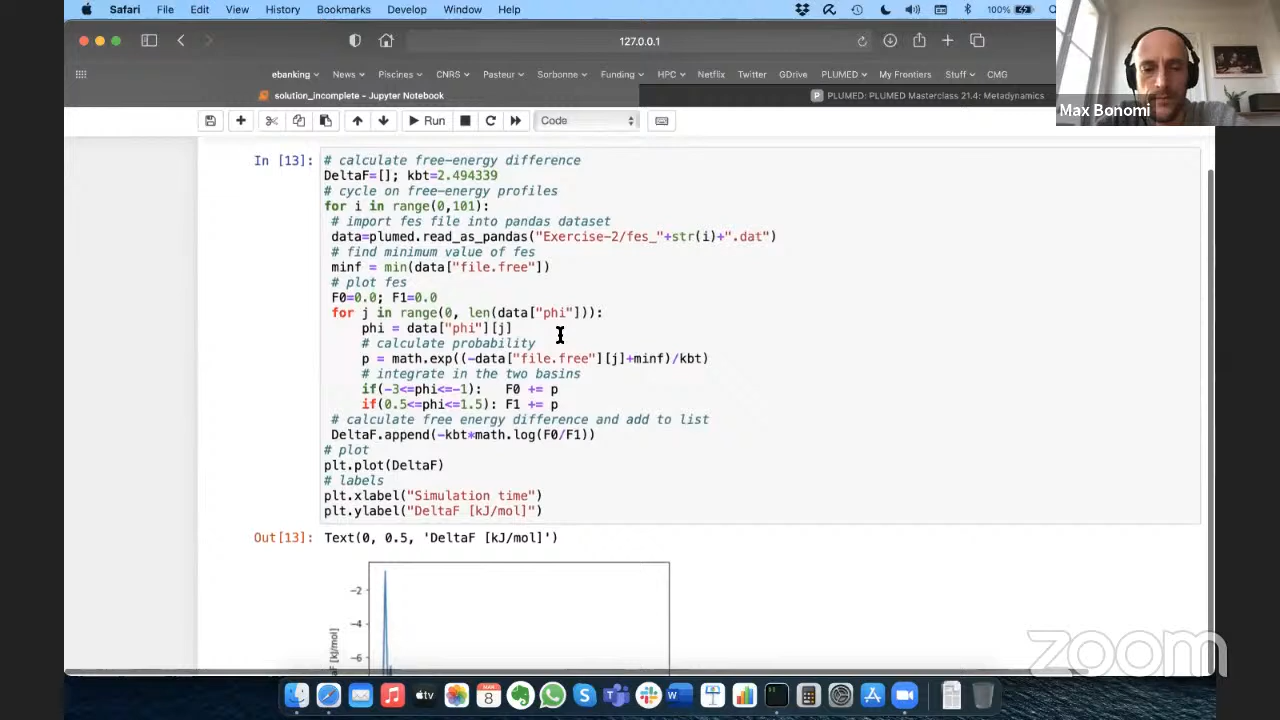 Safari File Edit View History Bookmarks Develop Window Help 100%
127.0.0.1
ebanking News Piscines CNRS Pasteur Sorbonne Funding HPC Netflix Twitter GDrive PLUMED My Frontiers Stuff CMG
solution_incomplete - Jupyter Notebook
P PLUMED: PLUMED Masterclass 21.4: Metadynamics
Max Bonomi
Run Code
In [13]: # calculate free-energy difference
DeltaF=[]; kbt=2.494339
# cycle on free-energy profiles
for i in range(0,101):
# import fes file into pandas dataset
data=plumed.read_as_pandas("Exercise-2/fes_"+str(i)+".dat")
# find minimum value of fes
minf = min(data["file.free"])
# plot fes
F0=0.0; F1=0.0
for j in range(0, len(data["phi"])):
phi = data["phi"][j]
# calculate probability
p = math.exp((-data["file.free"][j]+minf)/kbt)
# integrate in the two basins
if(-3<=phi<=-1): F0 += p
if(0.5<=phi<=1.5): F1 += p
# calculate free energy difference and add to list
DeltaF.append(-kbt*math.log(F0/F1))
# plot
plt.plot(DeltaF)
# labels
plt.xlabel("Simulation time")
plt.ylabel("DeltaF [kJ/mol]")
Out[13]: Text(0, 0.5, 'DeltaF [kJ/mol]')
−2
−4
−6
[kJ/mol]
zoom
MAR
8
tv